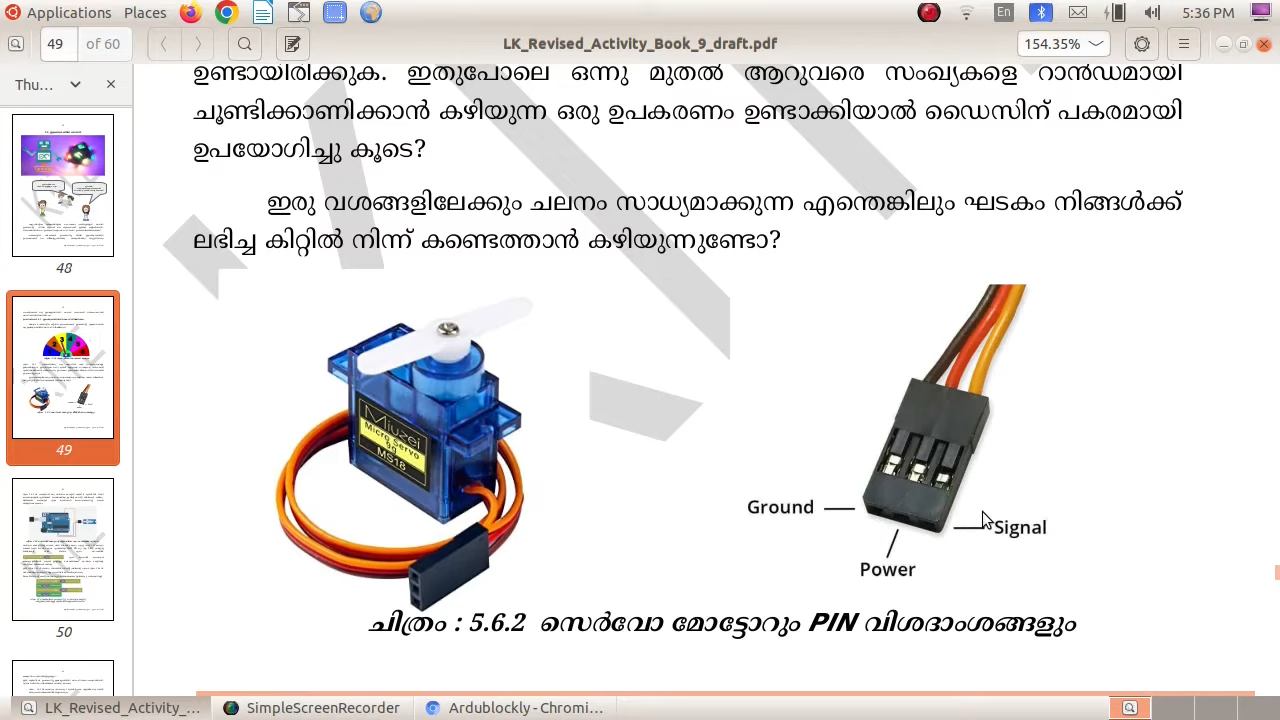 Applications Places En 5:36 PM
49 of 60 LK_Revised_Activity_Book_9_draft.pdf 154.35%
Thu...
48
49
50
ഉണ്ടായിരിക്കുക. ഇതുപോലെ ഒന്നു മുതൽ ആറുവരെ സംഖ്യകളെ റാൻഡമായി
ചൂണ്ടിക്കാണിക്കാൻ കഴിയുന്ന ഒരു ഉപകരണം ഉണ്ടാക്കിയാൽ ഡൈസിന് പകരമായി
ഉപയോഗിച്ചു കൂടെ?
ഇരു വശങ്ങളിലേക്കും ചലനം സാധ്യമാക്കുന്ന എന്തെങ്കിലും ഘടകം നിങ്ങൾക്ക്
ലഭിച്ച കിറ്റിൽ നിന്ന് കണ്ടെത്താൻ കഴിയുന്നുണ്ടോ?
Miuzei
Micro Servo
9g
MS18
Ground
Signal
Power
ചിത്രം : 5.6.2 സെർവോ മോട്ടോറും PIN വിശദാംശങ്ങളും
LK_Revised_Activity_... SimpleScreenRecorder Ardublockly - Chromi...